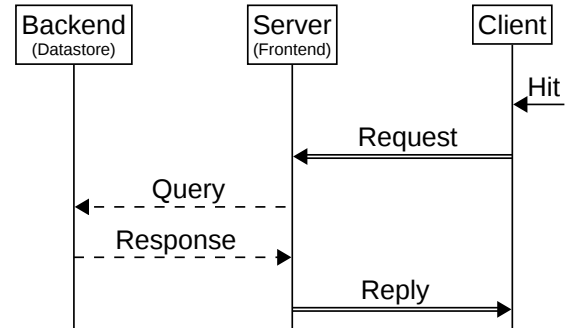 Backend
(Datastore)
Server
(Frontend)
Client
Hit
Request
Query
Response
Reply